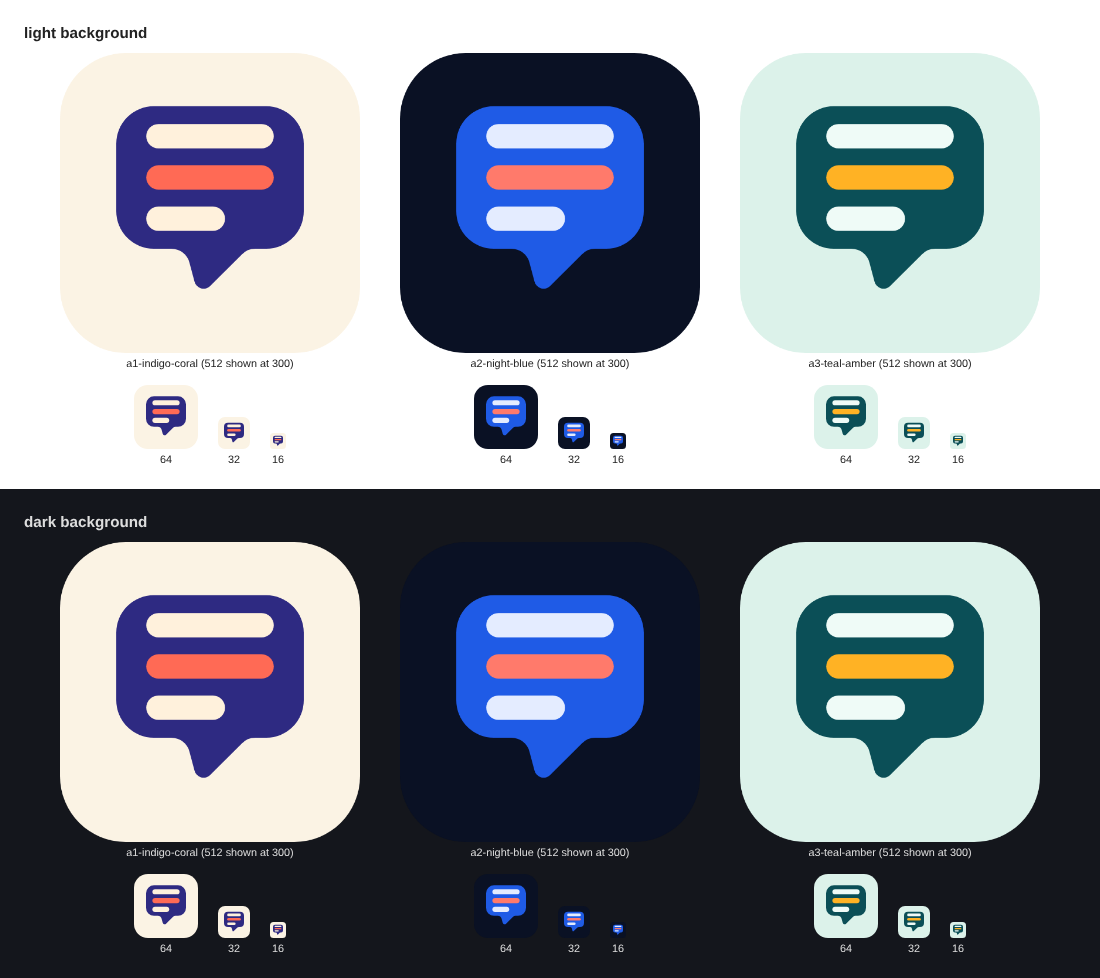 light background
a1-indigo-coral (512 shown at 300)
a2-night-blue (512 shown at 300)
a3-teal-amber (512 shown at 300)
64 32 16
64 32 16
64 32 16
dark background
a1-indigo-coral (512 shown at 300)
a2-night-blue (512 shown at 300)
a3-teal-amber (512 shown at 300)
64 32 16
64 32 16
64 32 16